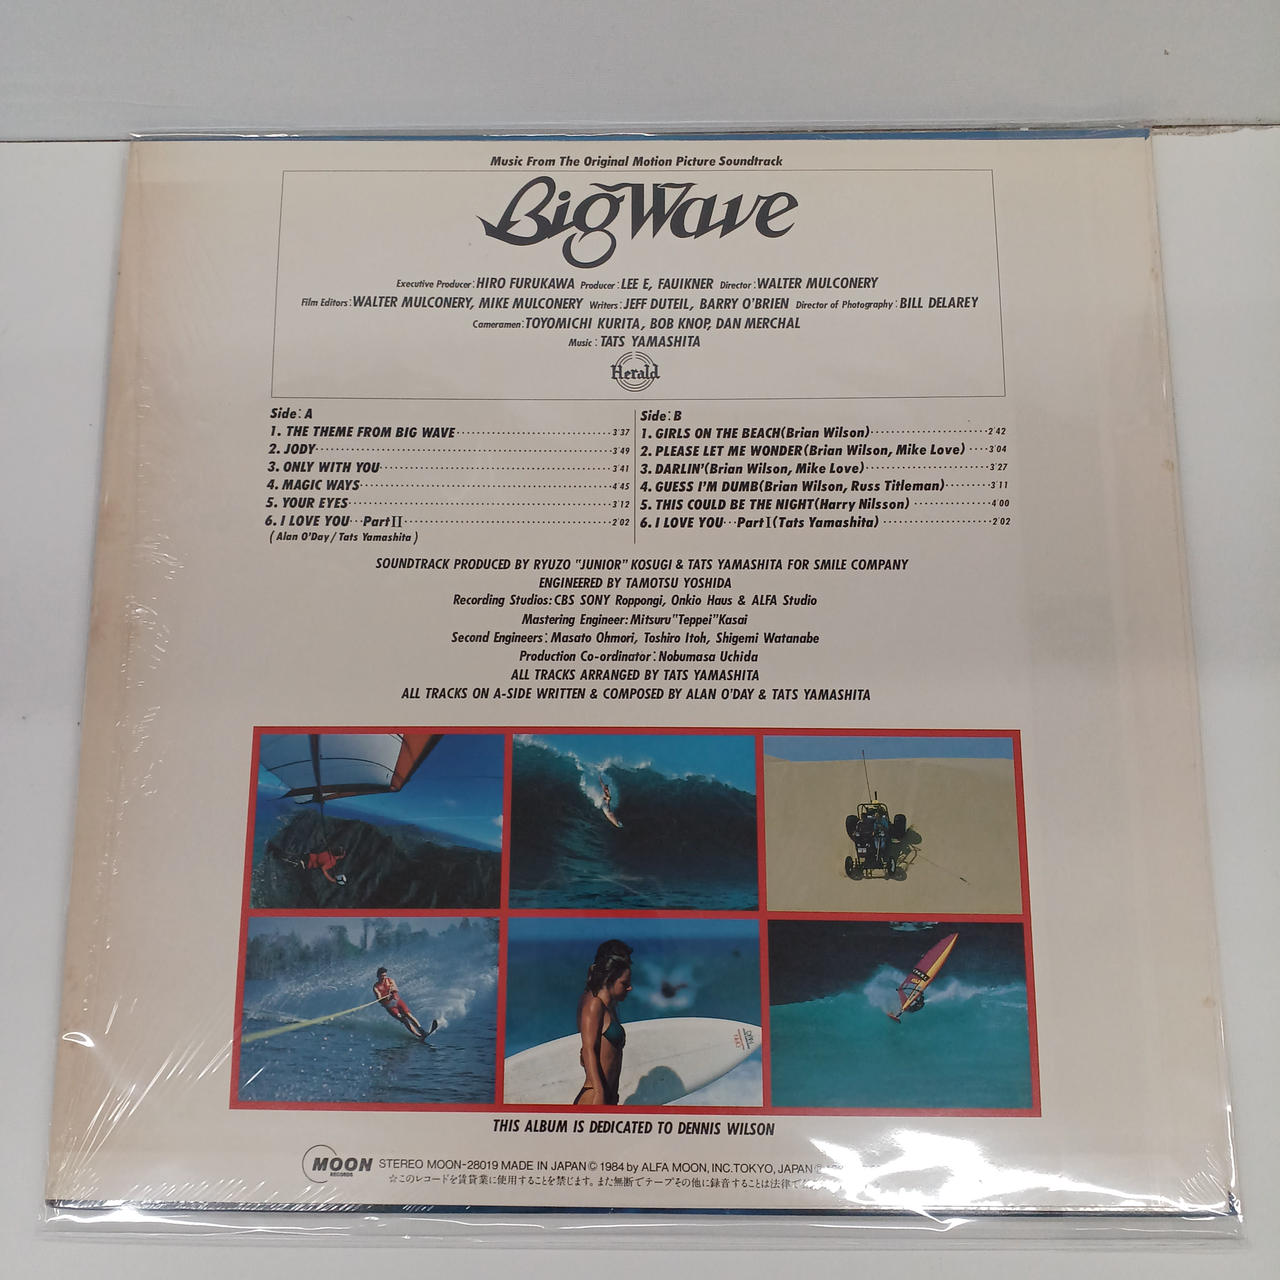 Music From The Original Motion Picture Soundtrack
Big Wave
Executive Producer:HIRO FURUKAWA Producer:LEE E, FAUIKNER Director:WALTER MULCONERY
Film Editors:WALTER MULCONERY, MIKE MULCONERY Writers:JEFF DUTEIL, BARRY O'BRIEN Director of Photography:BILL DELAREY
Cameramen:TOYOMICHI KURITA, BOB KNOP, DAN MERCHAL
Music:TATS YAMASHITA
Herald
Side:A
1. THE THEME FROM BIG WAVE 3'37
2. JODY 3'49
3. ONLY WITH YOU 3'41
4. MAGIC WAYS 4'45
5. YOUR EYES 3'12
6. I LOVE YOU…Part II 2'02
(Alan O'Day / Tats Yamashita)
Side:B
1. GIRLS ON THE BEACH(Brian Wilson) 2'42
2. PLEASE LET ME WONDER(Brian Wilson, Mike Love) 3'04
3. DARLIN'(Brian Wilson, Mike Love) 3'27
4. GUESS I'M DUMB(Brian Wilson, Russ Titleman) 3'11
5. THIS COULD BE THE NIGHT(Harry Nilsson) 4'00
6. I LOVE YOU…Part I(Tats Yamashita) 2'02
SOUNDTRACK PRODUCED BY RYUZO "JUNIOR" KOSUGI & TATS YAMASHITA FOR SMILE COMPANY
ENGINEERED BY TAMOTSU YOSHIDA
Recording Studios:CBS SONY Roppongi, Onkio Haus & ALFA Studio
Mastering Engineer:Mitsuru "Teppei" Kasai
Second Engineers:Masato Ohmori, Toshiro Itoh, Shigemi Watanabe
Production Co-ordinator:Nobumasa Uchida
ALL TRACKS ARRANGED BY TATS YAMASHITA
ALL TRACKS ON A-SIDE WRITTEN & COMPOSED BY ALAN O'DAY & TATS YAMASHITA
THIS ALBUM IS DEDICATED TO DENNIS WILSON
MOON RECORDS STEREO MOON-28019 MADE IN JAPAN © 1984 by ALFA MOON, INC. TOKYO, JAPAN ℗
☆このレコードを賃貸業に使用することを禁じます。また無断でテープその他に録音することは法律で